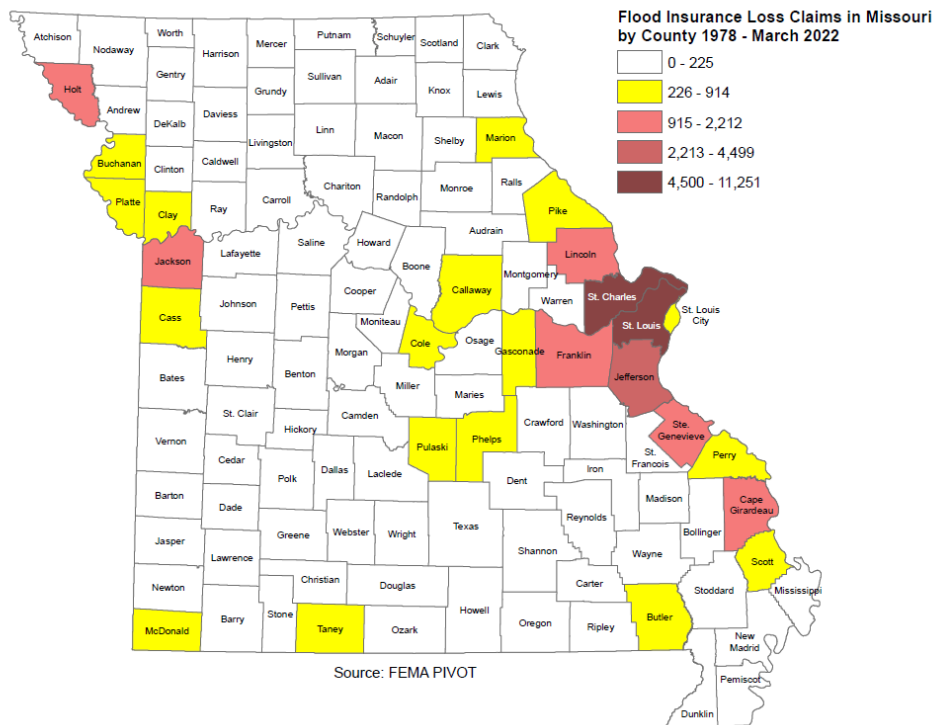 Flood Insurance Loss Claims in Missouri
by County 1978 - March 2022
0 - 225
226 - 914
915 - 2,212
2,213 - 4,499
4,500 - 11,251
Atchison
Nodaway
Worth
Harrison
Mercer
Putnam
Schuyler
Scotland
Clark
Gentry
Sullivan
Adair
Knox
Lewis
Holt
Andrew
DeKalb
Daviess
Grundy
Livingston
Linn
Macon
Shelby
Marion
Buchanan
Clinton
Caldwell
Chariton
Randolph
Monroe
Ralls
Platte
Clay
Ray
Carroll
Pike
Audrain
Jackson
Lafayette
Saline
Howard
Boone
Callaway
Montgomery
Lincoln
Warren
St. Charles
St. Louis
St. Louis
City
Cass
Johnson
Pettis
Cooper
Moniteau
Cole
Osage
Gasconade
Franklin
Jefferson
Bates
Henry
Benton
Morgan
Miller
Maries
St. Clair
Hickory
Camden
Pulaski
Phelps
Crawford
Washington
Ste.
Genevieve
St.
Francois
Perry
Vernon
Cedar
Polk
Dallas
Laclede
Dent
Iron
Madison
Cape
Girardeau
Bollinger
Barton
Dade
Greene
Webster
Wright
Texas
Reynolds
Shannon
Wayne
Scott
Jasper
Lawrence
Christian
Douglas
Carter
Stoddard
Mississippi
Newton
Barry
Stone
Taney
Ozark
Howell
Oregon
Ripley
Butler
New
Madrid
McDonald
Pemiscot
Dunklin
Source: FEMA PIVOT